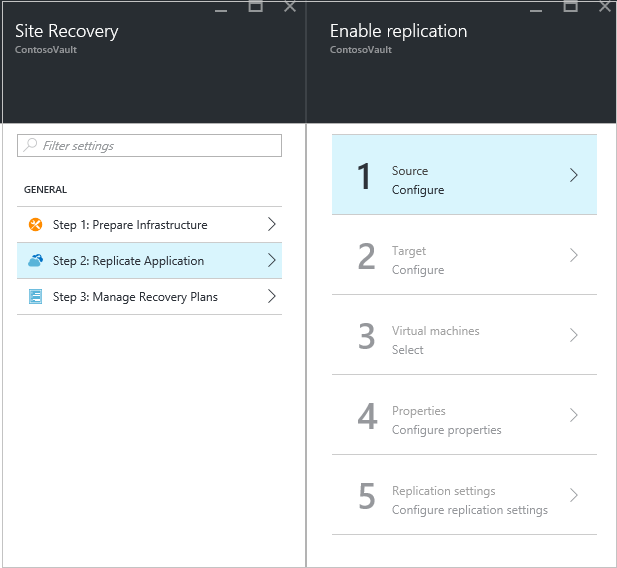 Site Recovery
ContosoVault
Filter settings
GENERAL
Step 1: Prepare Infrastructure
Step 2: Replicate Application
Step 3: Manage Recovery Plans
Enable replication
ContosoVault
1
Source
Configure
2
Target
Configure
3
Virtual machines
Select
4
Properties
Configure properties
5
Replication settings
Configure replication settings